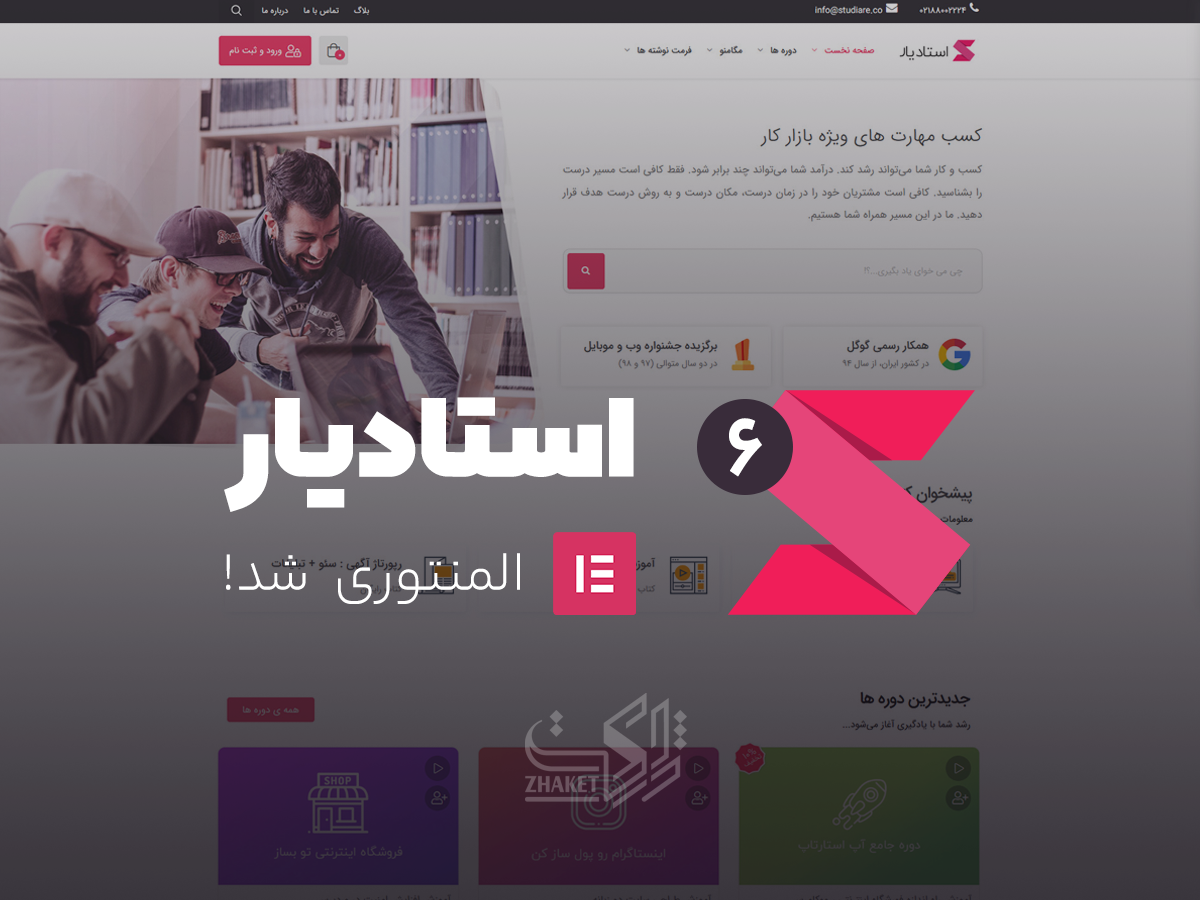 بلاگ
تماس با ما
درباره ما
info@studiare.co
۰۲۱۸۸۰۰۲۲۲۴
استادیار
صفحه نخست
دوره ها
مگامنو
فرمت نوشته ها
ورود و ثبت نام
کسب مهارت های ویژه بازار کار
کسب و کار شما می‌تواند رشد کند. درآمد شما می‌تواند چند برابر شود. فقط کافی است مسیر درست
را بشناسید. کافی است مشتریان خود را در زمان درست، مکان درست و به روش درست هدف قرار
دهید. ما در این مسیر همراه شما هستیم.
چی می خوای یاد بگیری...؟!
همکار رسمی گوگل
در کشور ایران، از سال ۹۴
برگزیده جشنواره وب و موبایل
در دو سال متوالی (۹۷ و ۹۸)
استادیار
۶
المنتوری شد!
پیشخوان
معلومات
رپورتاژ آگهی : سئو +
جدیدترین دوره ها
رشد شما با یادگیری آغاز می‌شود...
همه ی دوره ها
ژاکت
ZHAKET
SHOP
دوره جامع آپ استارتاپ
اینستاگرام رو پول ساز کن
فروشگاه اینترنتی تو بساز